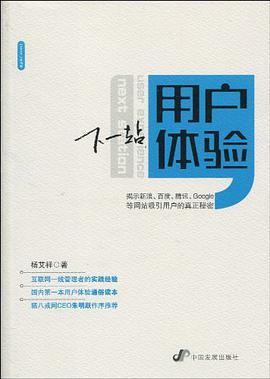 用户
体验
下一站
user experience
next station
揭示新浪、百度、腾讯、Google
等网站吸引用户的真正秘密
杨艾祥◎著
互联网一线管理者的实践经验
国内第一本用户体验通俗读本
猪八戒网CEO朱明跃作序推荐
中国发展出版社